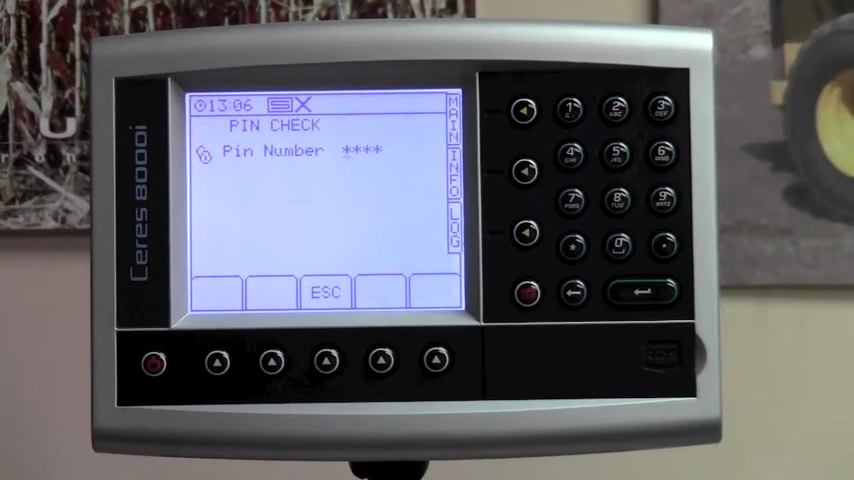 13:06
PIN CHECK
Pin Number ****
MAIN
INFO
LOG
ESC
Ceres 8000i
1
2 ABC
3 DEF
4 GHI
5 JKL
6 MNO
7 PQRS
8 TUV
9 WXYZ
*
0
.
RDS